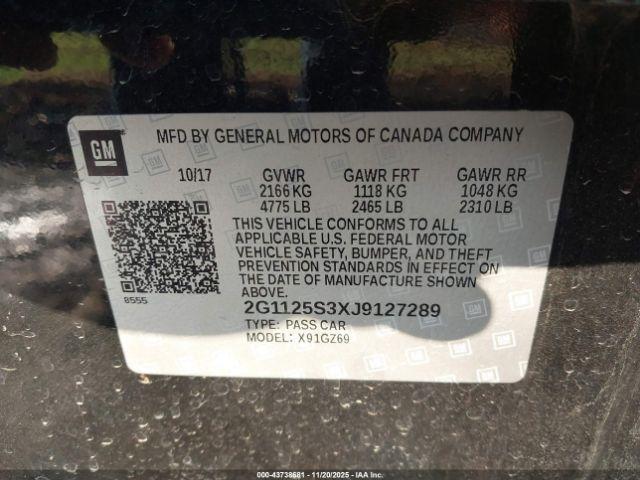 GM
MFD BY GENERAL MOTORS OF CANADA COMPANY
10/17 GVWR GAWR FRT GAWR RR
2166 KG 1118 KG 1048 KG
4775 LB 2465 LB 2310 LB
THIS VEHICLE CONFORMS TO ALL
APPLICABLE U.S. FEDERAL MOTOR
VEHICLE SAFETY, BUMPER, AND THEFT
PREVENTION STANDARDS IN EFFECT ON
THE DATE OF MANUFACTURE SHOWN
ABOVE.
8555
2G1125S3XJ9127289
TYPE: PASS CAR
MODEL: X91GZ69
000-43738681 - 11/20/2025 - IAA, Inc.